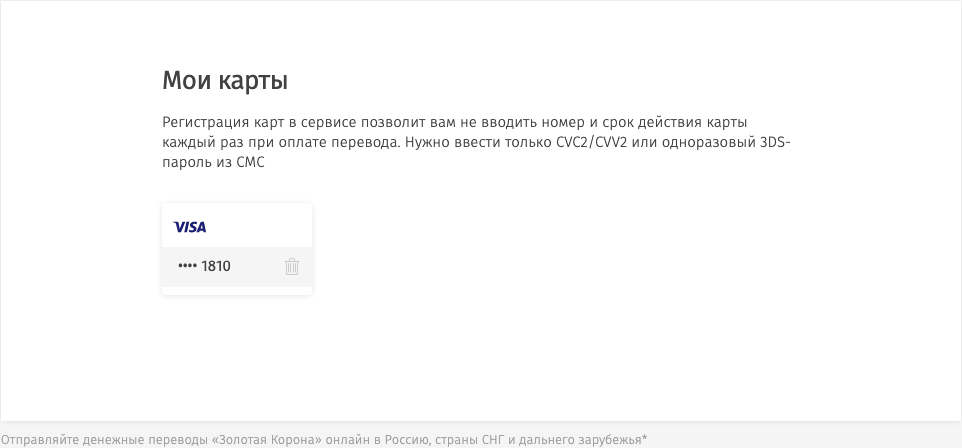 Мои карты
Регистрация карт в сервисе позволит вам не вводить номер и срок действия карты
каждый раз при оплате перевода. Нужно ввести только CVC2/CVV2 или одноразовый 3DS-
пароль из СМС
VISA
•••• 1810
Отправляйте денежные переводы «Золотая Корона» онлайн в Россию, страны СНГ и дальнего зарубежья*